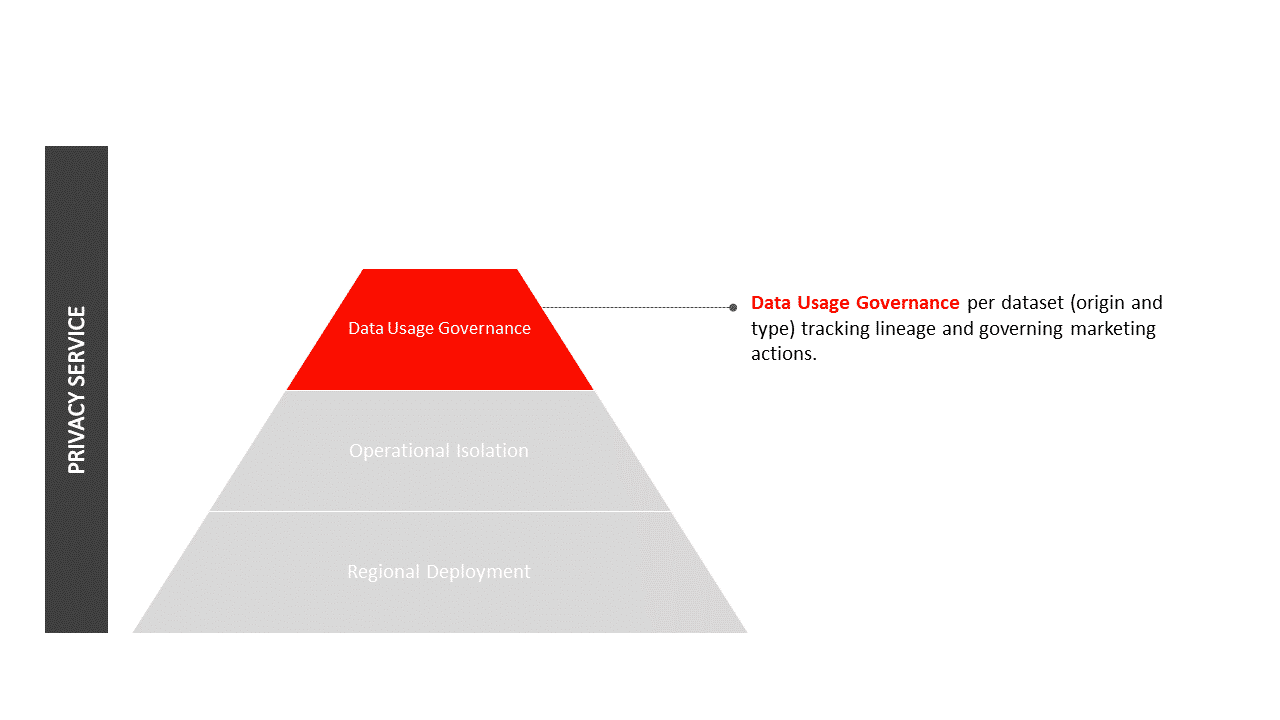 PRIVACY SERVICE
Data Usage Governance
Operational Isolation
Regional Deployment
Data Usage Governance per dataset (origin and
type) tracking lineage and governing marketing
actions.